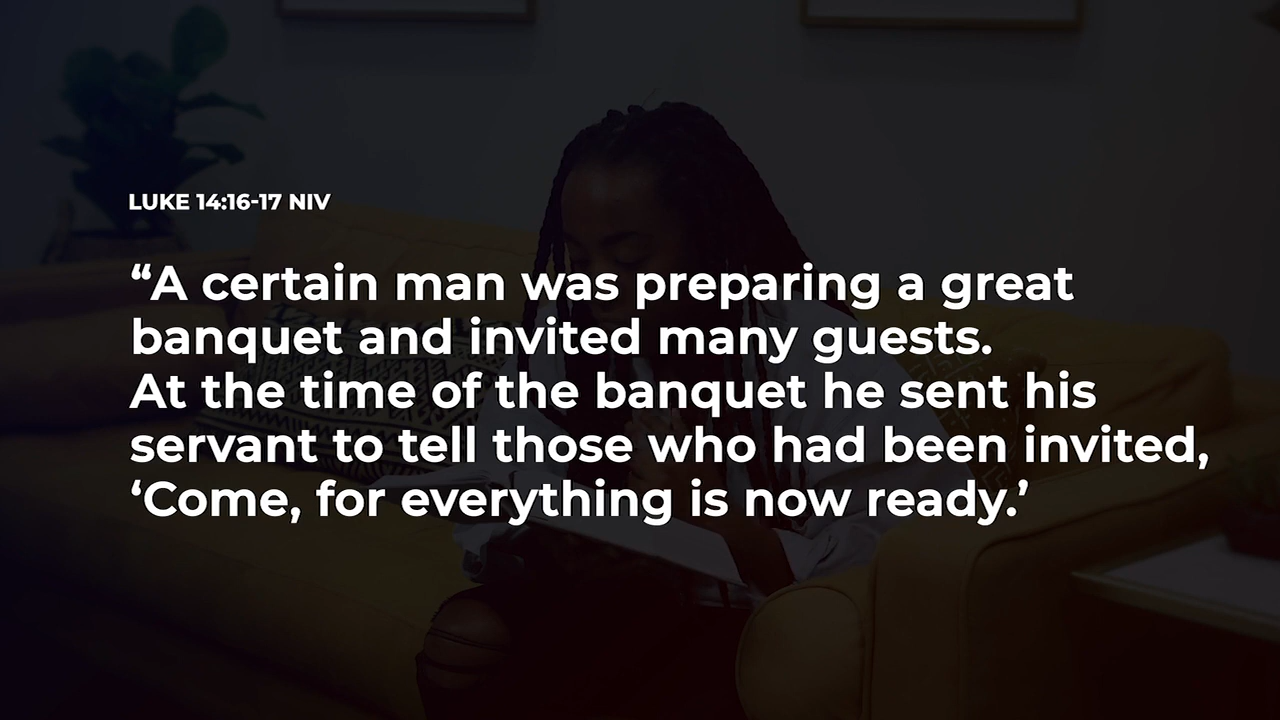 LUKE 14:16-17 NIV
“A certain man was preparing a great
banquet and invited many guests.
At the time of the banquet he sent his
servant to tell those who had been invited,
‘Come, for everything is now ready.’